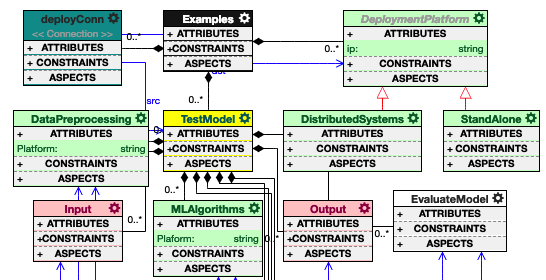 deployConn
<< Connection >>
+ ATTRIBUTES
+ CONSTRAINTS
+ ASPECTS
Examples
+ ATTRIBUTES
+CONSTRAINTS
+ ASPECTS
DeploymentPlatform
+ ATTRIBUTES
ip: string
+ CONSTRAINTS
+ ASPECTS
0..*
0..*
src
0..*
DataPreprocessing
+ ATTRIBUTES
Platform: string
+ CONSTRAINTS
+ ASPECTS
TestModel
+ ATTRIBUTES
+CONSTRAINTS
+ ASPECTS
DistributedSystems
+ ATTRIBUTES
+ CONSTRAINTS
+ ASPECTS
StandAlone
+ ATTRIBUTES
+ CONSTRAINTS
+ ASPECTS
0..*
Input
+ ATTRIBUTES
+CONSTRAINTS
+ ASPECTS
0..*
MLAlgorithms
+ ATTRIBUTES
Plaform: string
+ CONSTRAINTS
+ ASPECTS
Output
+ ATTRIBUTES
+CONSTRAINTS
+ ASPECTS
0..*
EvaluateModel
+ ATTRIBUTES
+ CONSTRAINTS
+ ASPECTS